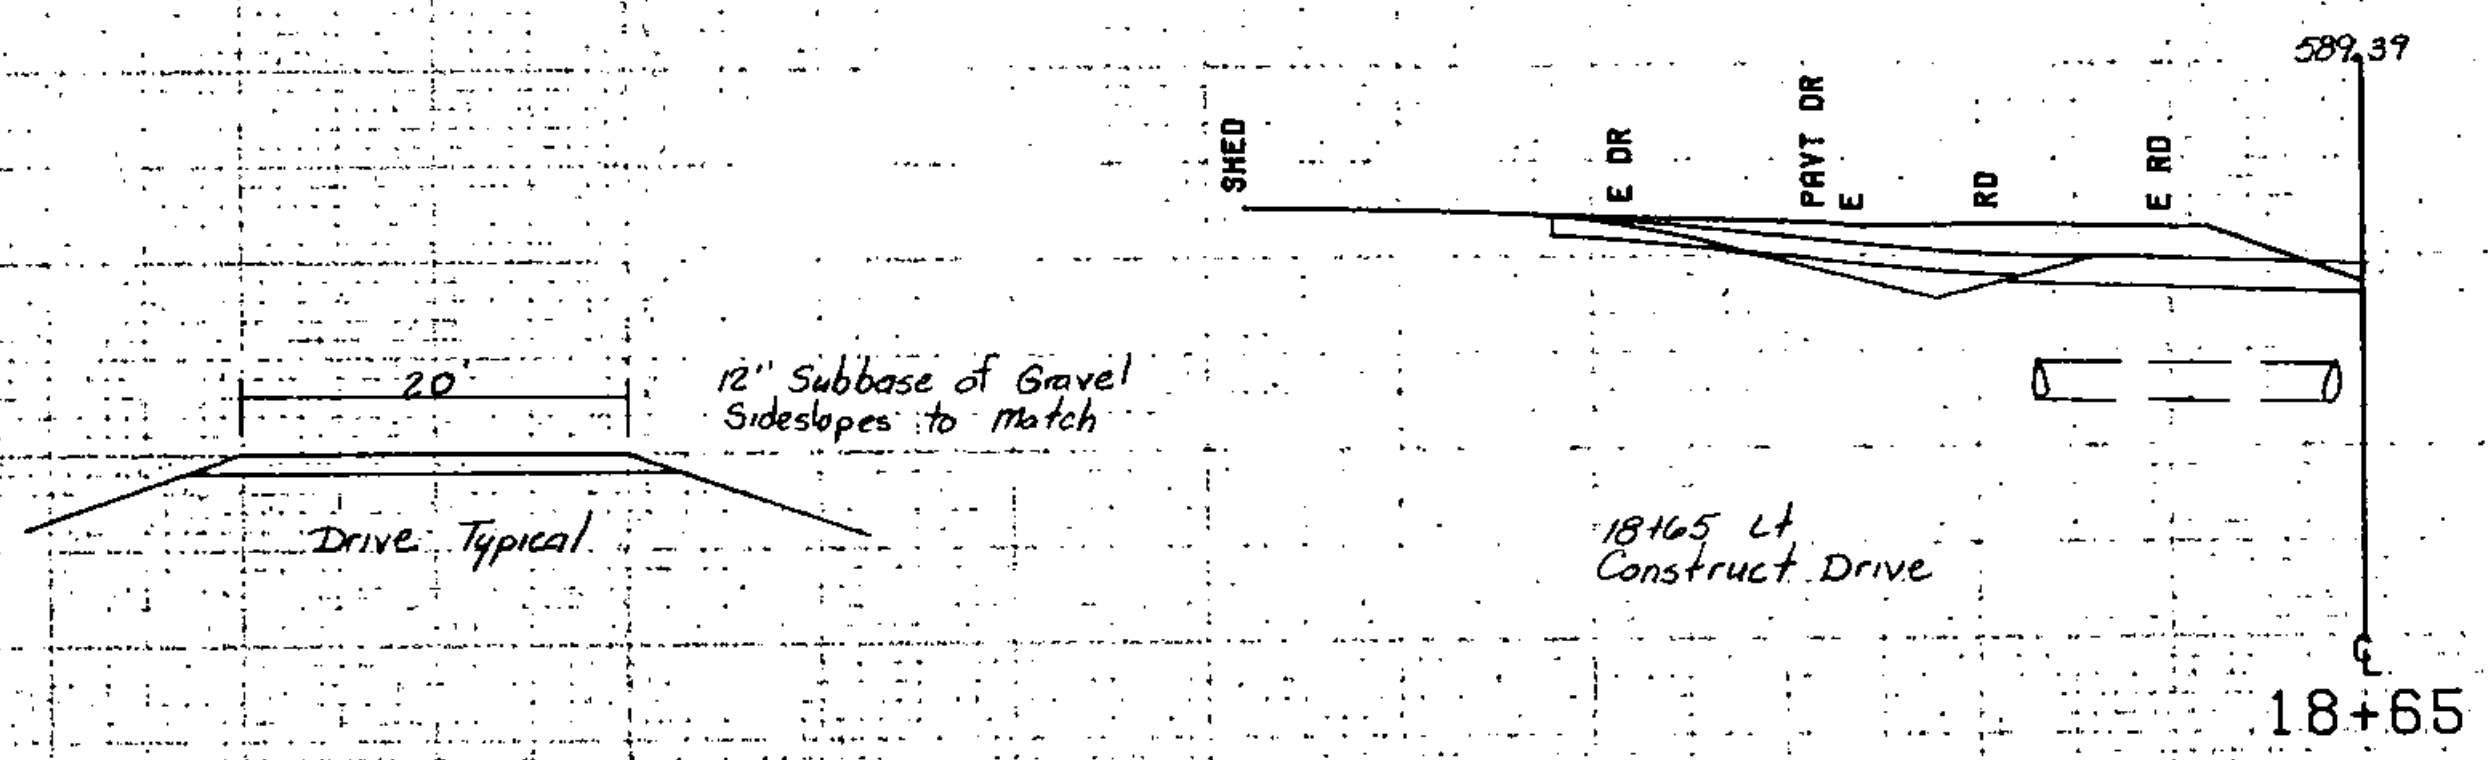 589.39
SHED
E DR
PAVT DR
E
RD
E RD
20'
12" Subbase of Gravel
Sideslopes to Match
Drive Typical
18+65 Lt
Construct Drive
CL
18+65